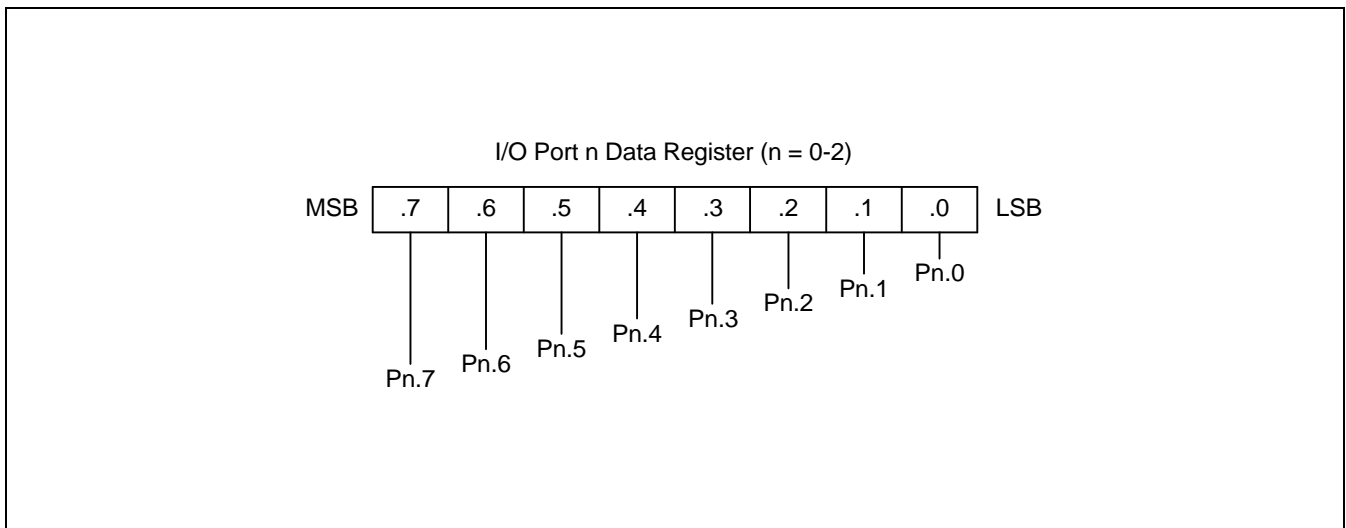 I/O Port n Data Register (n = 0-2)
MSB .7 .6 .5 .4 .3 .2 .1 .0 LSB
Pn.0
Pn.1
Pn.2
Pn.3
Pn.4
Pn.5
Pn.6
Pn.7